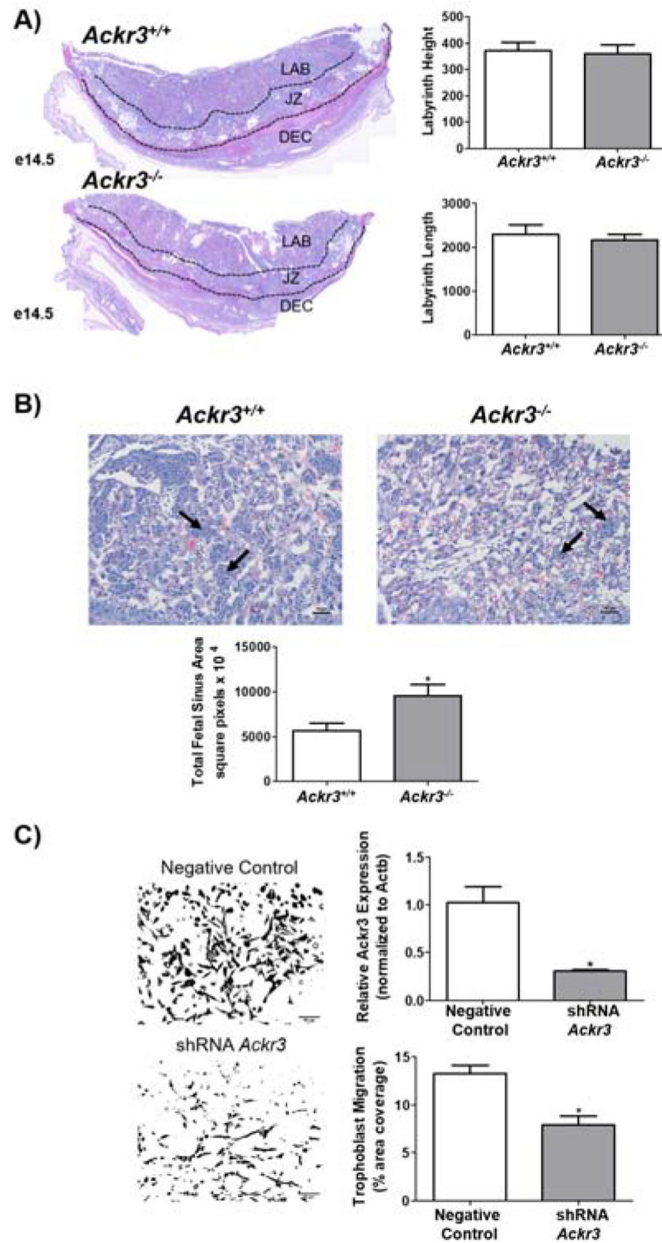 A)
Ackr3+/+
LAB
JZ
DEC
e14.5
Ackr3-/-
LAB
JZ
DEC
e14.5
Labyrinth Height
500
400
300
200
100
0
Ackr3+/+ Ackr3-/-
Labyrinth Length
3000
2000
1000
0
Ackr3+/+ Ackr3-/-
B)
Ackr3+/+ Ackr3-/-
Total Fetal Sinus Area
square pixels x 10^4
15000
10000
5000
0
*
Ackr3+/+ Ackr3-/-
C)
Negative Control
shRNA Ackr3
Relative Ackr3 Expression
(normalized to Actb)
1.5
1.0
0.5
0.0
*
Negative shRNA
Control Ackr3
Trophoblast Migration
(% area coverage)
15
10
5
0
*
Negative shRNA
Control Ackr3